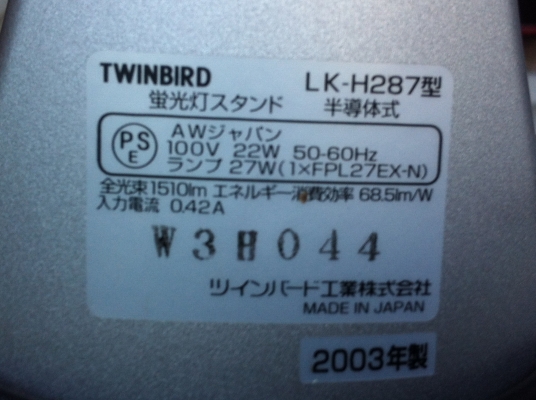 TWINBIRD LK-H287型
蛍光灯スタンド 半導体式
PS
E
AWジャパン
100V 22W 50-60Hz
ランプ 27W(1×FPL27EX-N)
全光束1510lm エネルギー消費効率 68.5lm/W
入力電流 0.42A
W3H044
ツインバード工業株式会社
MADE IN JAPAN
2003年製